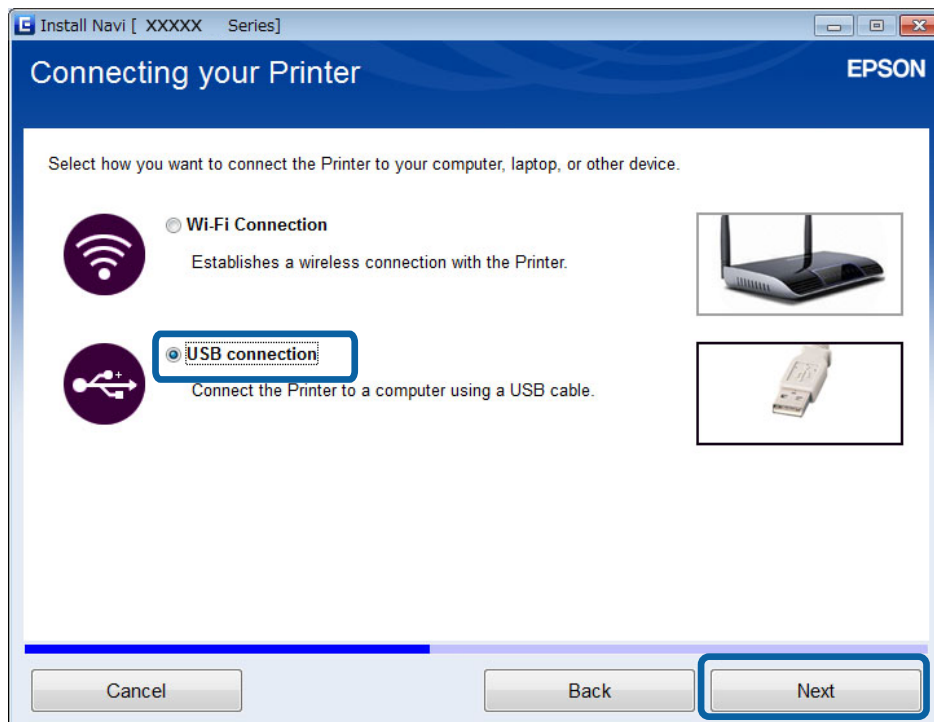 Install Navi [ XXXXX Series]
Connecting your Printer
EPSON
Select how you want to connect the Printer to your computer, laptop, or other device.
Wi-Fi Connection
Establishes a wireless connection with the Printer.
USB connection
Connect the Printer to a computer using a USB cable.
Cancel
Back
Next